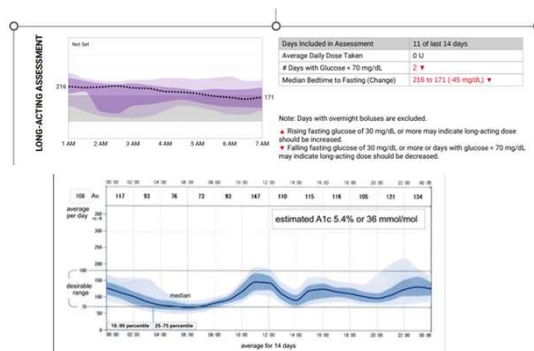 LONG-ACTING ASSESSMENT
Not Set
216
171
1 AM 2 AM 3 AM 4 AM 5 AM 6 AM 7 AM
Days Included in Assessment 11 of last 14 days
Average Daily Dose Taken 0 U
# Days with Glucose < 70 mg/dL 2 ▼
Median Bedtime to Fasting (Change) 216 to 171 (-45 mg/dL) ▼
Note: Days with overnight boluses are excluded.
▲ Rising fasting glucose of 30 mg/dL or more may indicate long-acting dose
should be increased.
▼ Falling fasting glucose of 30 mg/dL or more or days with glucose < 70 mg/dL
may indicate long-acting dose should be decreased.
117 93 76 73 93 147 110 115 116 105 121 134
average
per day
estimated A1c 5.4% or 36 mmol/mol
desirable
range
median
25-75 percentile
average for 14 days